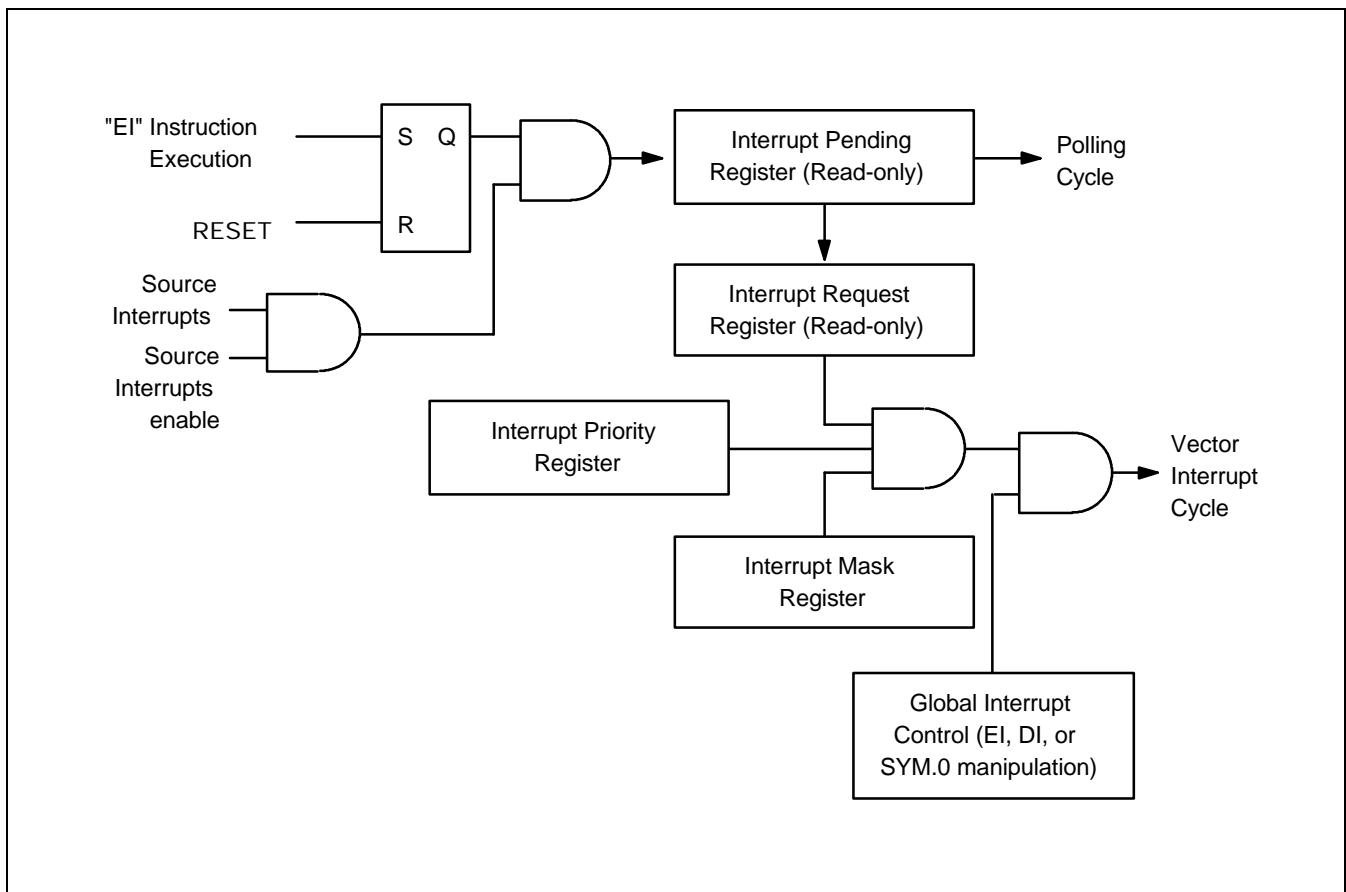 "EI" Instruction
Execution
S Q
RESET
R
Source
Interrupts
Source
Interrupts
enable
Interrupt Pending
Register (Read-only)
Polling
Cycle
Interrupt Request
Register (Read-only)
Interrupt Priority
Register
Interrupt Mask
Register
Vector
Interrupt
Cycle
Global Interrupt
Control (EI, DI, or
SYM.0 manipulation)